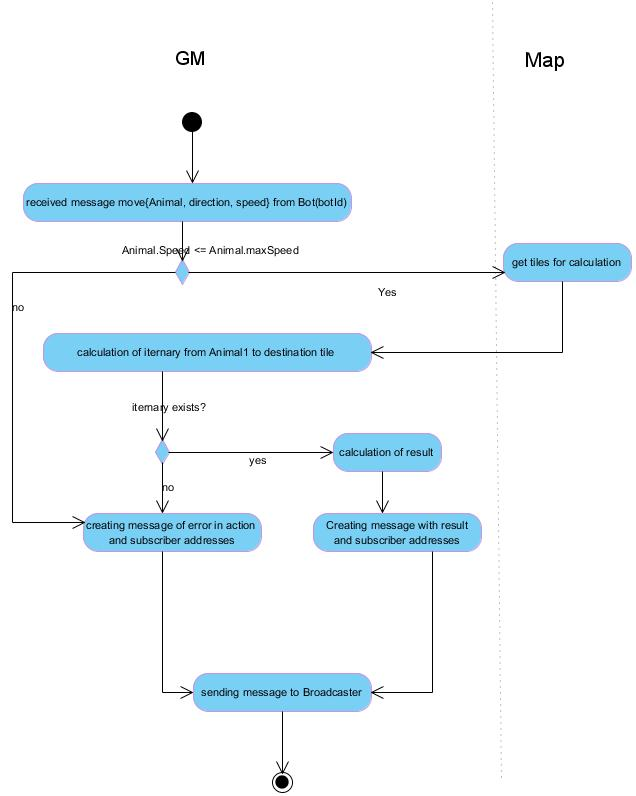 GM
Map
received message move{Animal, direction, speed} from Bot(botId)
Animal.Speed <= Animal.maxSpeed
get tiles for calculation
Yes
no
calculation of iternary from Animal1 to destination tile
iternary exists?
calculation of result
yes
no
creating message of error in action
and subscriber addresses
Creating message with result
and subscriber addresses
sending message to Broadcaster